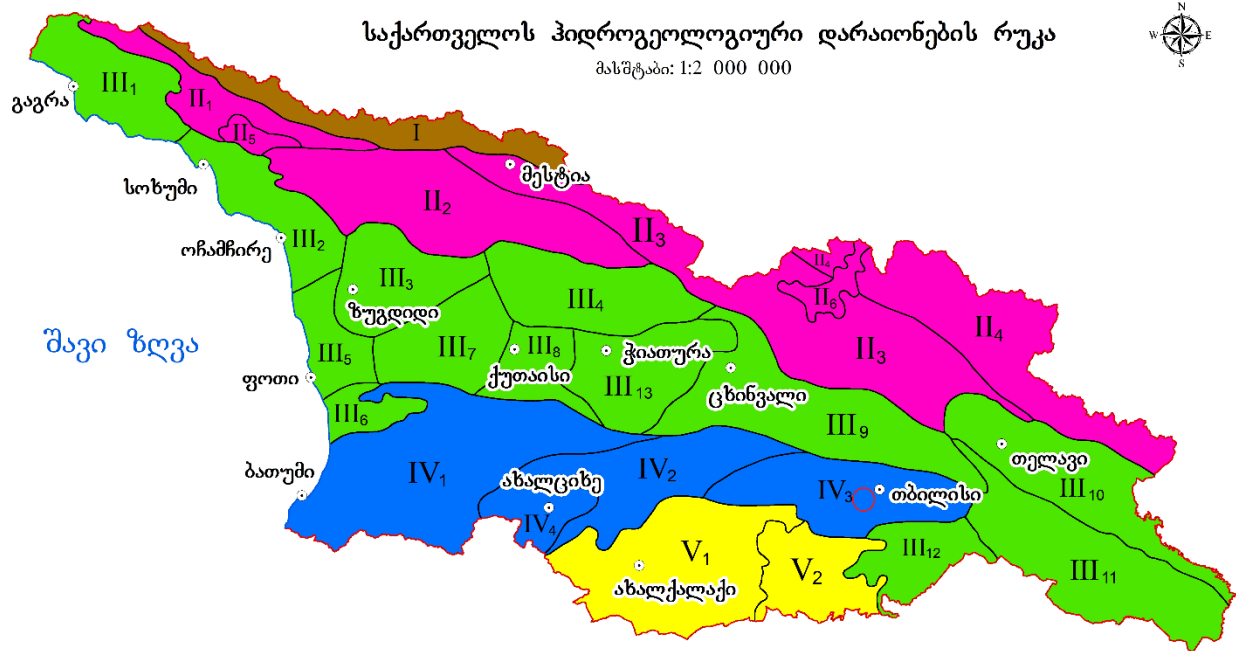 საქართველოს ჰიდროგეოლოგიური დარაიონების რუკა
მასშტაბი: 1:2 000 000
N
W E
S
III1
გაგრა
II1
I
II5
მესტია
სოხუმი
II2
II3
ოჩამჩირე
III2
II4
III3
II6
ზუგდიდი
III4
II4
შავი ზღვა
III5
III7
III8
ჭიათურა
II3
ქუთაისი
ფოთი
III13
ცხინვალი
III6
III9
თელავი
ბათუმი
IV1
ახალციხე
IV2
IV3
თბილისი
III10
IV4
V1
V2
III12
III11
ახალქალაქი